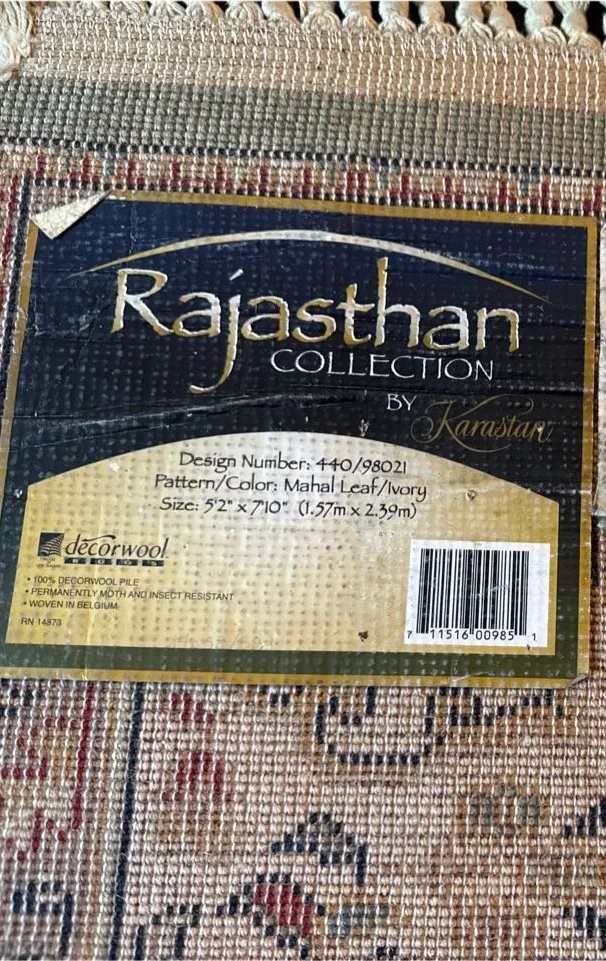 Rajasthan
COLLECTION
BY Karastan
Design Number: 440/98021
Pattern/Color: Mahal Leaf/Ivory
Size: 5'2" x 7'10" (1.57m x 2.39m)
décorwool
RUGS
• 100% DECORWOOL PILE
• PERMANENTLY MOTH AND INSECT RESISTANT
• WOVEN IN BELGIUM
RN 14873
7 11516 00985 1